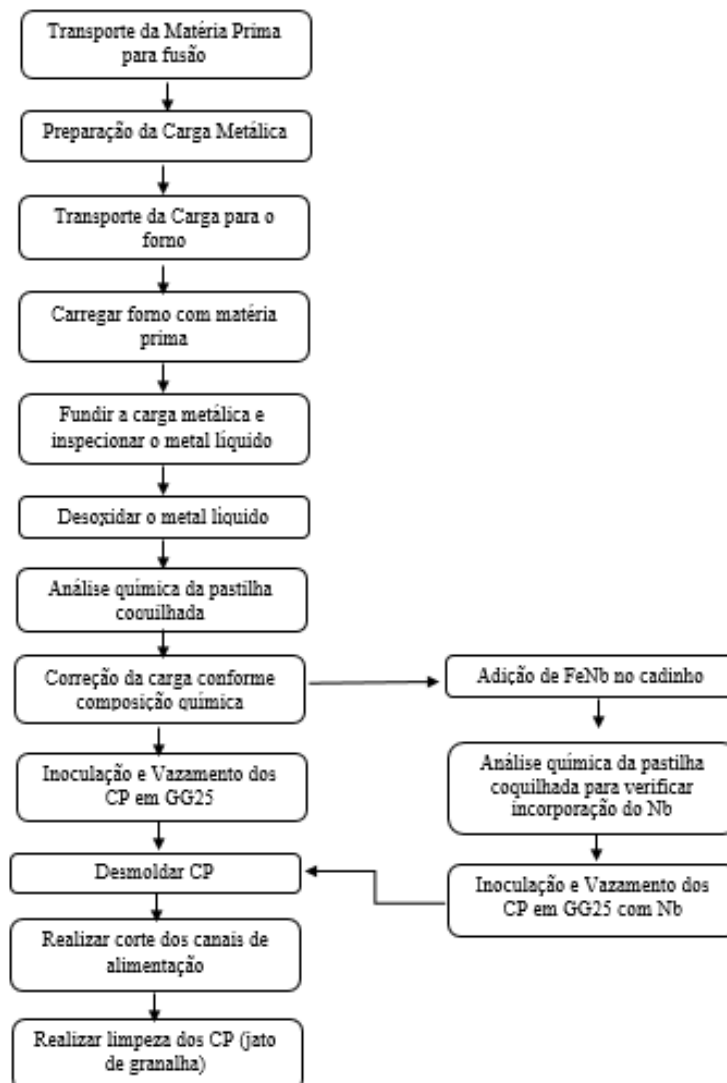 Transporte da Matéria Prima
para fusão
Preparação da Carga Metálica
Transporte da Carga para o
forno
Carregar forno com matéria
prima
Fundir a carga metálica e
inspecionar o metal líquido
Desoxidar o metal líquido
Análise química da pastilha
coquilhada
Correção da carga conforme
composição química
Inoculação e Vazamento dos
CP em GG25
Desmoldar CP
Realizar corte dos canais de
alimentação
Realizar limpeza dos CP (jato
de granalha)
Adição de FeNb no cadinho
Análise química da pastilha
coquilhada para verificar
incorporação do Nb
Inoculação e Vazamento dos
CP em GG25 com Nb